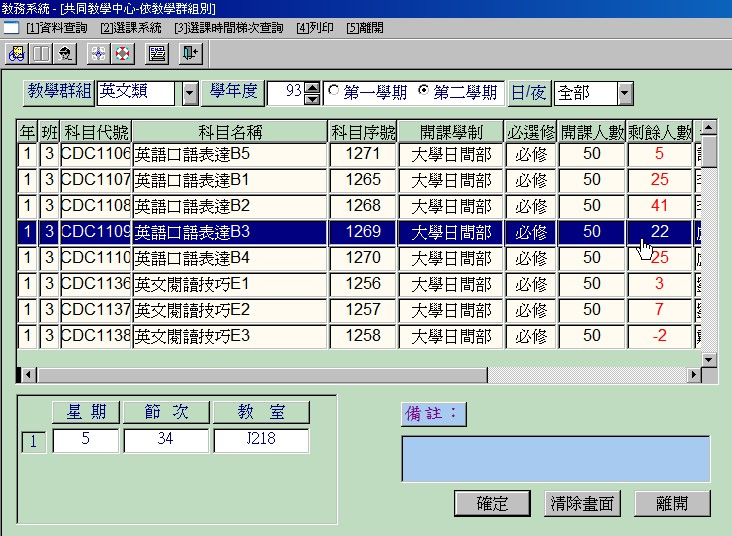 教務系統 - [共同教學中心-依教學群組別]
[1]資料查詢 [2]選課系統 [3]選課時間梯次查詢 [4]列印 [5]離開
教學群組 英文類 學年度 93 第一學期 第二學期 日/夜 全部
年 班 科目代號 科目名稱 科目序號 開課學制 必選修 開課人數 剩餘人數
1 3 CDC1106 英語口語表達B5 1271 大學日間部 必修 50 5
1 3 CDC1107 英語口語表達B1 1265 大學日間部 必修 50 25
1 3 CDC1108 英語口語表達B2 1268 大學日間部 必修 50 41
1 3 CDC1109 英語口語表達B3 1269 大學日間部 必修 50 22
1 3 CDC1110 英語口語表達B4 1270 大學日間部 必修 50 25
1 3 CDC1136 英文閱讀技巧E1 1256 大學日間部 必修 50 3
1 3 CDC1137 英文閱讀技巧E2 1257 大學日間部 必修 50 7
1 3 CDC1138 英文閱讀技巧E3 1258 大學日間部 必修 50 -2
星期 節次 教室
1 5 34 J218
備註：
確定 清除畫面 離開